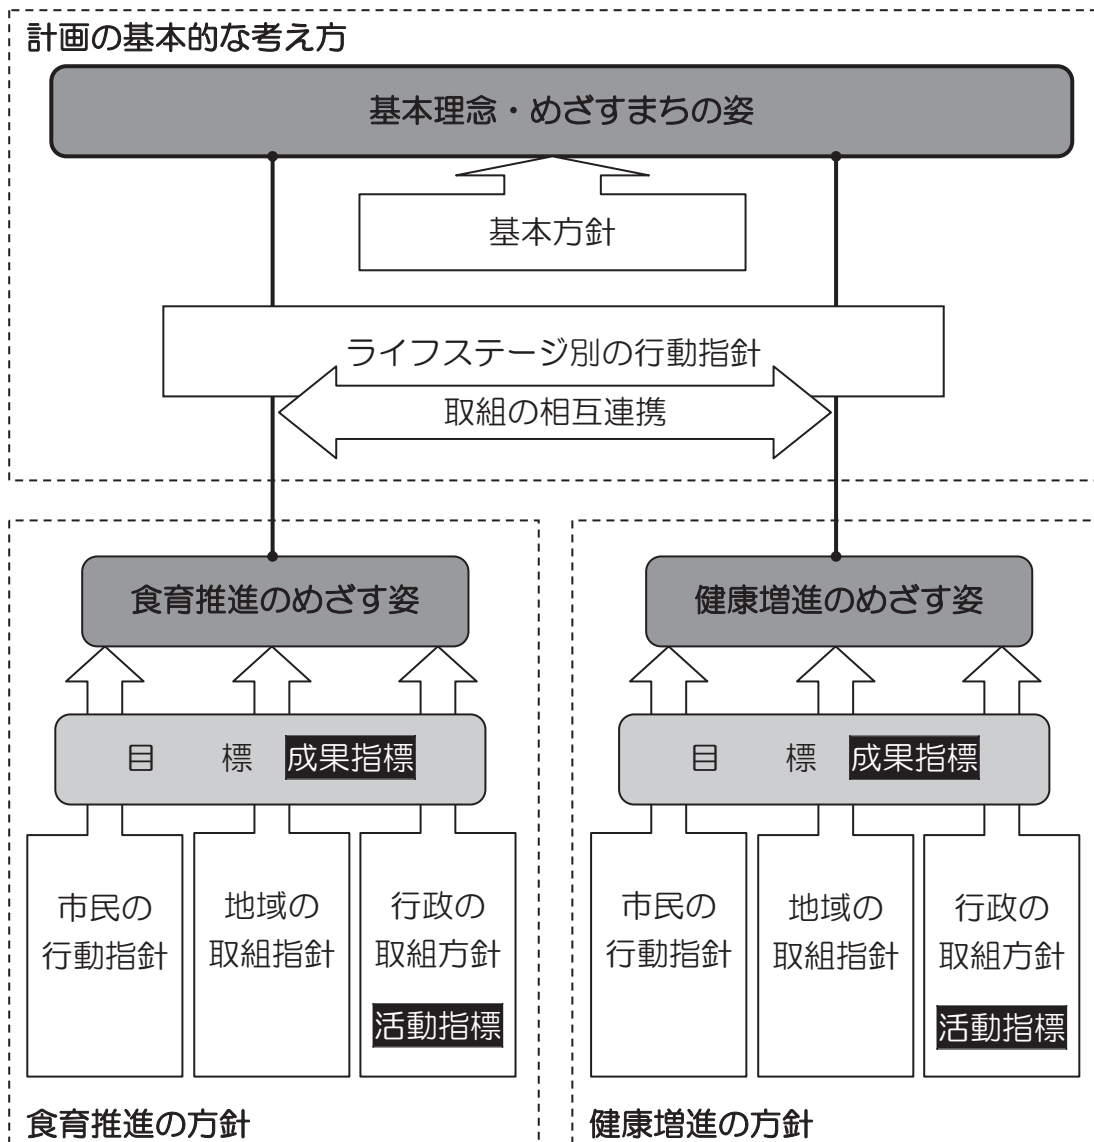 計画の基本的な考え方
基本理念・めざすまちの姿
基本方針
ライフステージ別の行動指針
取組の相互連携
食育推進のめざす姿
目 標 成果指標
市民の
行動指針
地域の
取組指針
行政の
取組方針
活動指標
食育推進の方針
健康増進のめざす姿
目 標 成果指標
市民の
行動指針
地域の
取組指針
行政の
取組方針
活動指標
健康増進の方針